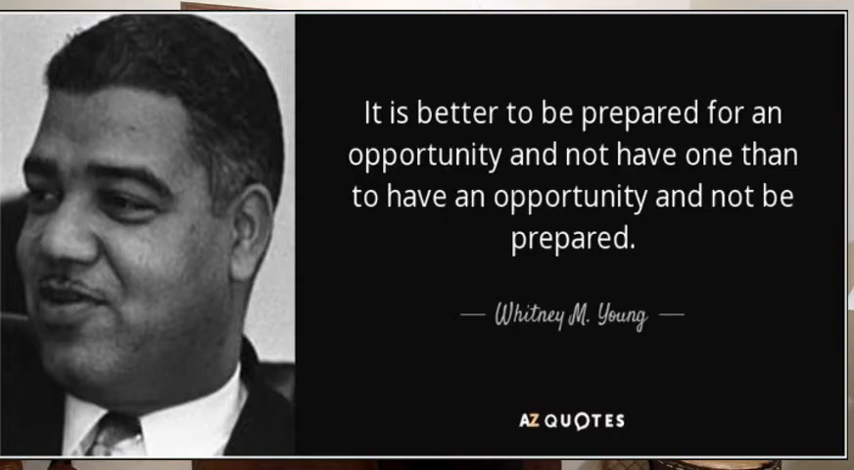 It is better to be prepared for an
opportunity and not have one than
to have an opportunity and not be
prepared.
— Whitney M. Young —
AZ QUOTES